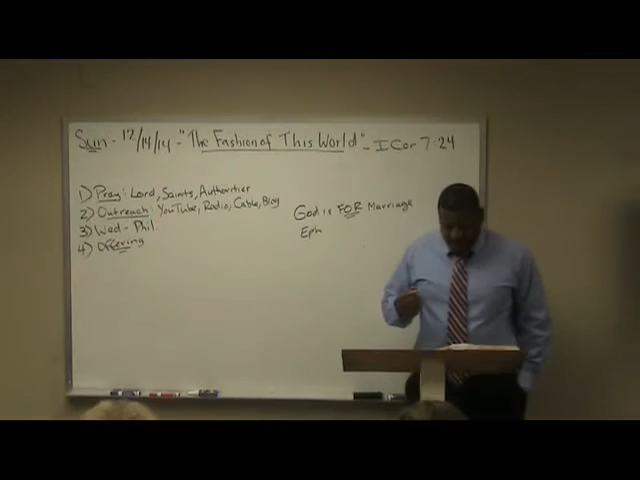 Sun - 12/14/14 - "The Fashion of This World" - I Cor 7:24
1) Pray: Lord, Saints, Authorities
2) Outreach: YouTube, Radio, Cable, Blog
3) Wed - Phil.
4) Offering
God is FOR Marriage
Eph